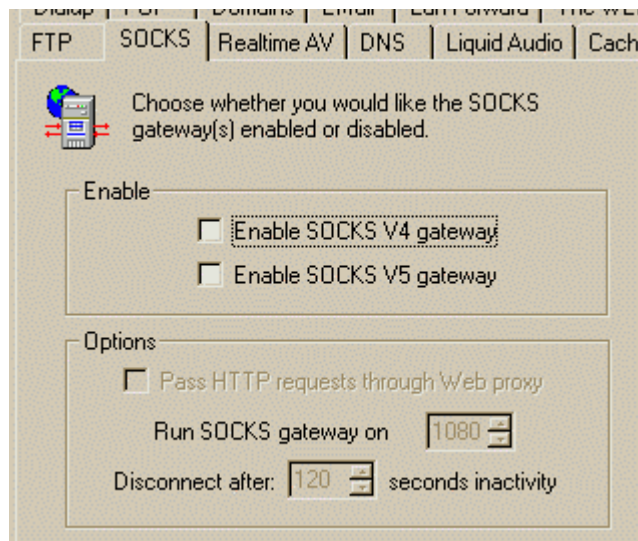 FTP SOCKS Realtime AV DNS Liquid Audio Cach
Choose whether you would like the SOCKS
gateway(s) enabled or disabled.
Enable
Enable SOCKS V4 gateway
Enable SOCKS V5 gateway
Options
Pass HTTP requests through Web proxy
Run SOCKS gateway on 1080
Disconnect after: 120 seconds inactivity